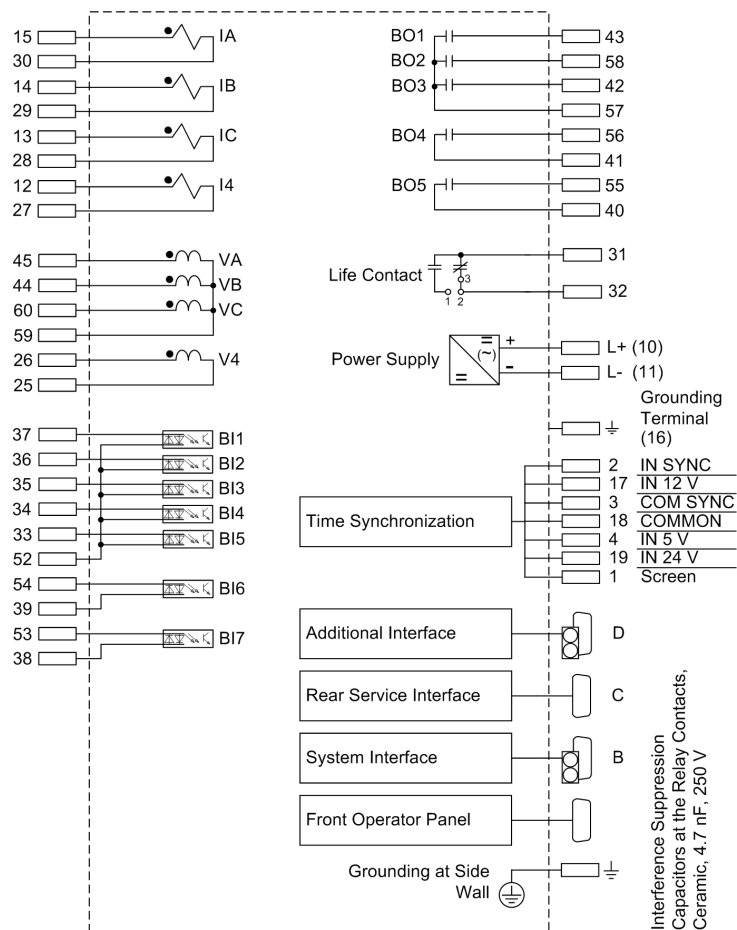 15 IA BO1 43
30 BO2 58
14 IB BO3 42
29 57
13 IC BO4 56
28 41
12 I4 BO5 55
27 40
45 VA 31
44 VB Life Contact 3
60 VC 1 2 32
59
26 V4 Power Supply = (~) = + - L+ (10)
25 L- (11)
Grounding
Terminal
(16)
37 BI1
36 BI2 2 IN SYNC
35 BI3 17 IN 12 V
34 BI4 3 COM SYNC
33 BI5 Time Synchronization 18 COMMON
52 4 IN 5 V
54 BI6 19 IN 24 V
39 1 Screen
53 BI7 Additional Interface D
38
Rear Service Interface C
System Interface B
Front Operator Panel
Grounding at Side
Wall
Interference Suppression
Capacitors at the Relay Contacts,
Ceramic, 4.7 nF, 250 V